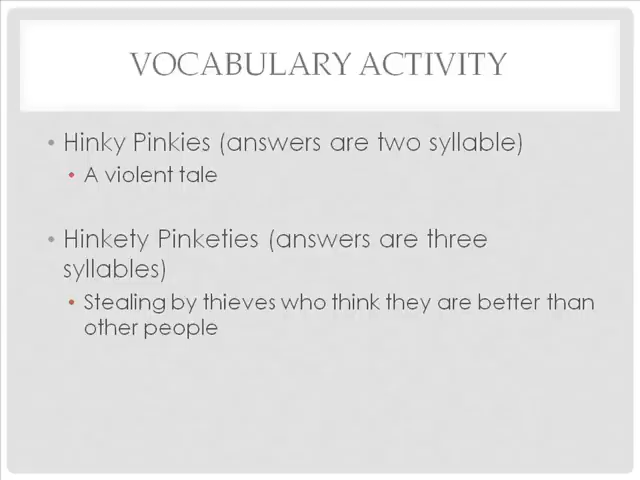 VOCABULARY ACTIVITY
• Hinky Pinkies (answers are two syllable)
• A violent tale
• Hinkety Pinketies (answers are three
syllables)
• Stealing by thieves who think they are better than
other people